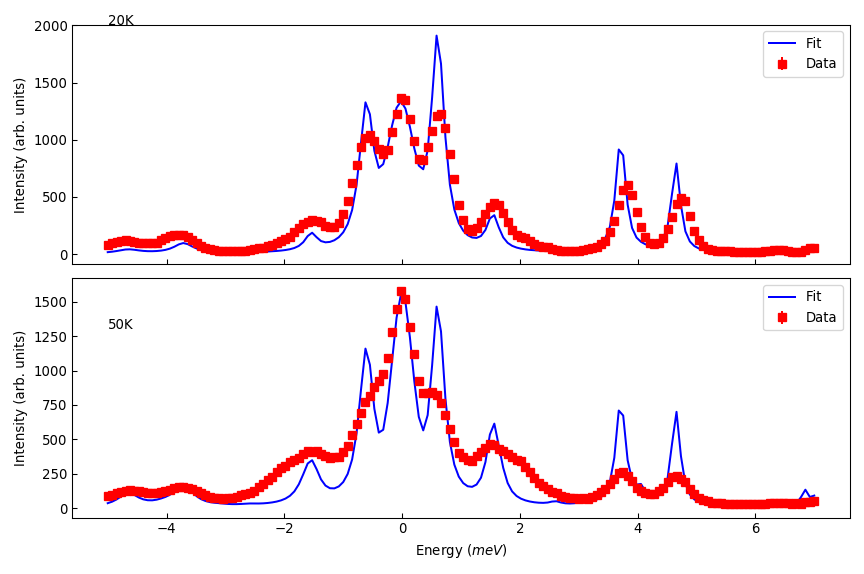 20K
2000
1500
1000
500
0
Intensity (arb. units)
Fit
Data
50K
1500
1250
1000
750
500
250
0
Intensity (arb. units)
Fit
Data
−4 −2 0 2 4 6
Energy (meV)